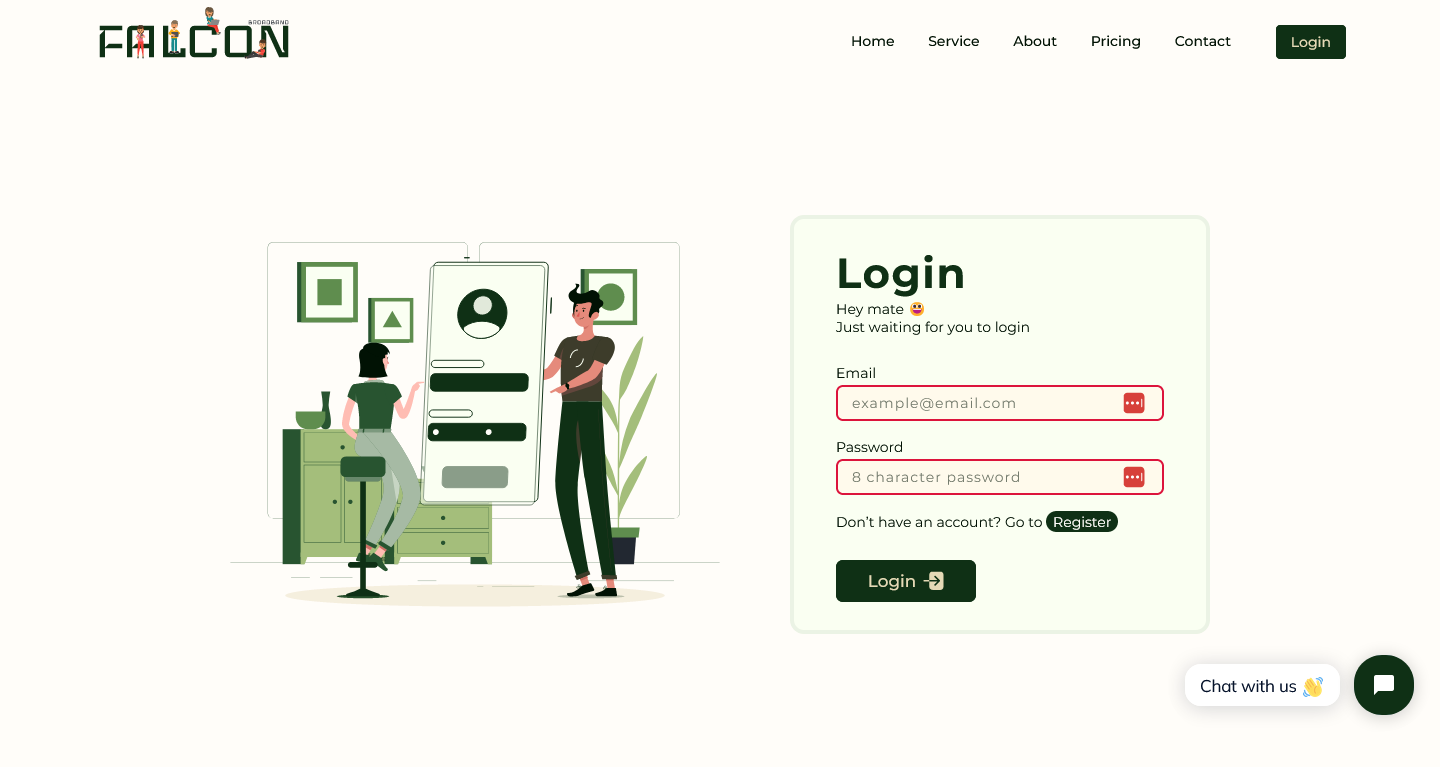 FALCON
BROADBAND
Home
Service
About
Pricing
Contact
Login
Login
Hey mate 😀
Just waiting for you to login
Email
example@email.com
Password
8 character password
Don't have an account? Go to Register
Login
Chat with us 👋